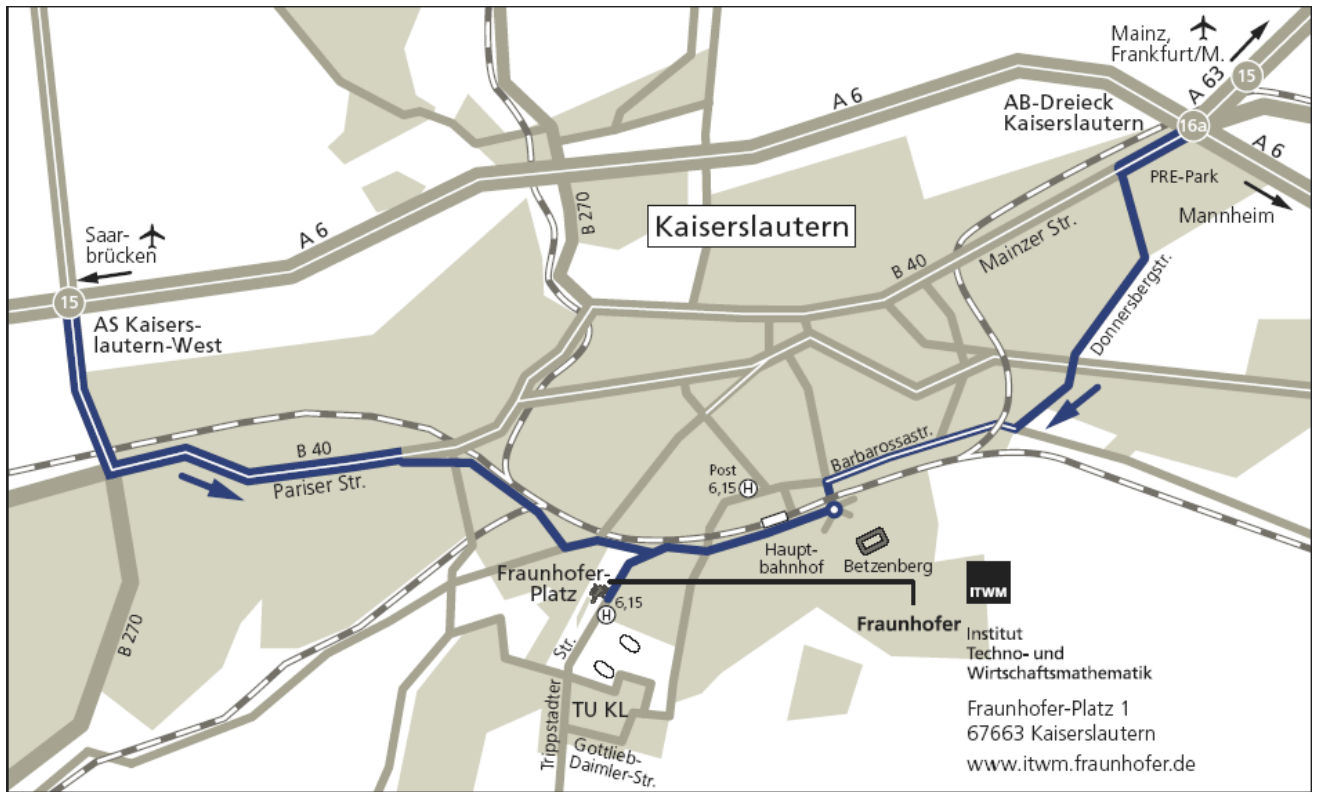 Mainz,
Frankfurt/M.
A 63
15
A 6
AB-Dreieck
Kaiserslautern
16a
A 6
PRE-Park
Mannheim
B 270
Kaiserslautern
Saar-
brücken
A 6
Mainzer Str.
B 40
15
AS Kaisers-
lautern-West
Donnersbergstr.
B 40
Pariser Str.
Barbarossastr.
Post
6,15 H
Haupt-
bahnhof
Betzenberg
Fraunhofer-
Platz
H 6,15
Fraunhofer
ITWM
Institut
Techno- und
Wirtschaftsmathematik
B 270
Trippstadter Str.
TU KL
Gottlieb-
Daimler-Str.
Fraunhofer-Platz 1
67663 Kaiserslautern
www.itwm.fraunhofer.de